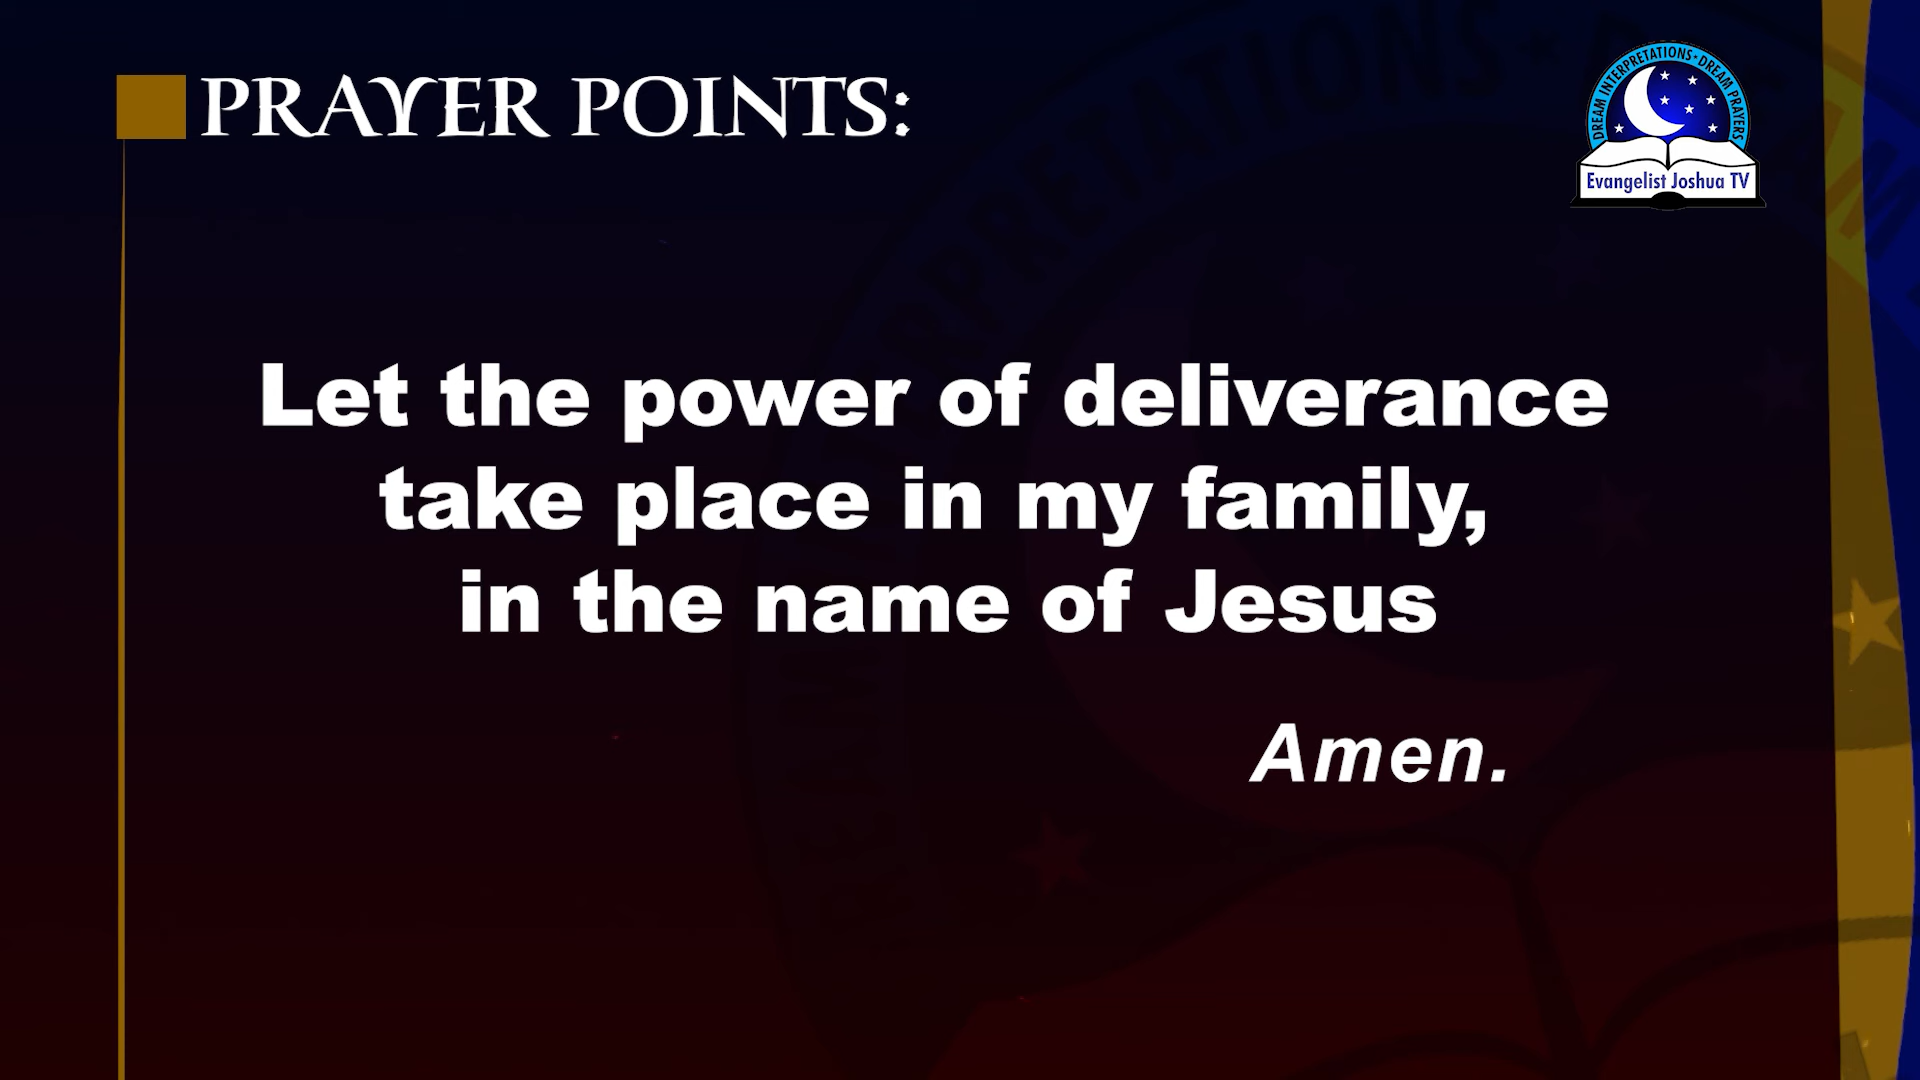 PRAYER POINTS:
DREAM INTERPRETATIONS • DREAM PRAYERS
Evangelist Joshua TV
Let the power of deliverance
take place in my family,
in the name of Jesus
Amen.